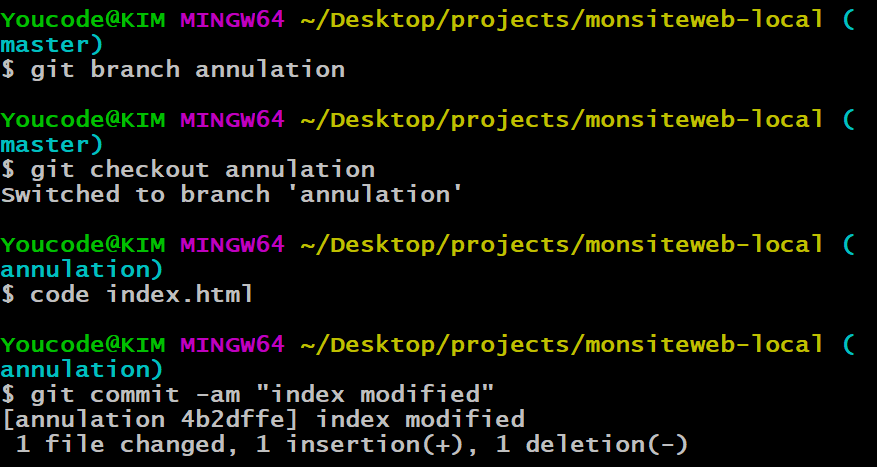 Youcode@KIM MINGW64 ~/Desktop/projects/monsiteweb-local (
master)
$ git branch annulation
Youcode@KIM MINGW64 ~/Desktop/projects/monsiteweb-local (
master)
$ git checkout annulation
Switched to branch 'annulation'
Youcode@KIM MINGW64 ~/Desktop/projects/monsiteweb-local (
annulation)
$ code index.html
Youcode@KIM MINGW64 ~/Desktop/projects/monsiteweb-local (
annulation)
$ git commit -am "index modified"
[annulation 4b2dffe] index modified
 1 file changed, 1 insertion(+), 1 deletion(-)